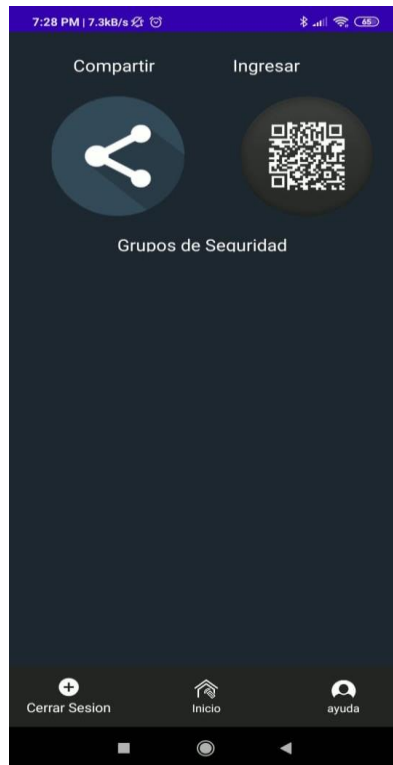 7:28 PM | 7.3kB/s
65
Compartir Ingresar
Grupos de Seguridad
Cerrar Sesion Inicio ayuda